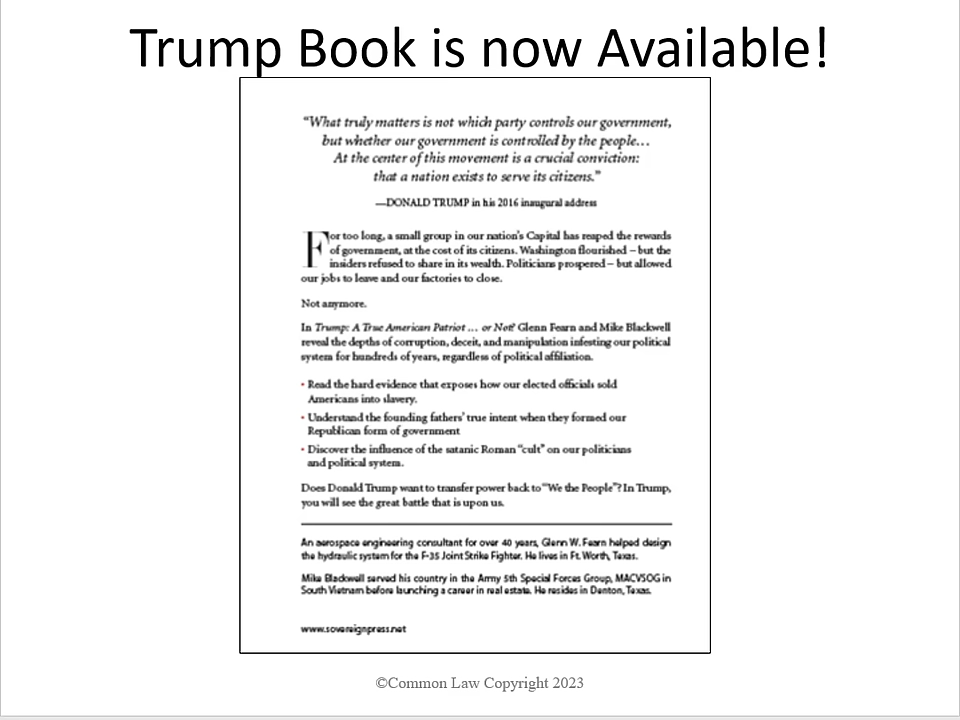 Trump Book is now Available!
“What truly matters is not which party controls our government,
but whether our government is controlled by the people…
At the center of this movement is a crucial conviction:
that a nation exists to serve its citizens.”
—DONALD TRUMP in his 2016 inaugural address
For too long, a small group in our nation’s Capital has reaped the rewards
of government, at the cost of its citizens. Washington flourished – but the
insiders refused to share in its wealth. Politicians prospered – but allowed
our jobs to leave and our factories to close.
Not anymore.
In Trump: A True American Patriot … or Not? Glenn Fearn and Mike Blackwell
reveal the depths of corruption, deceit, and manipulation infesting our political
system for hundreds of years, regardless of political affiliation.
• Read the hard evidence that exposes how our elected officials sold
Americans into slavery.
• Understand the founding fathers’ true intent when they formed our
Republican form of government
• Discover the influence of the satanic Roman “cult” on our politicians
and political system.
Does Donald Trump want to transfer power back to “We the People”? In Trump,
you will see the great battle that is upon us.
An aerospace engineering consultant for over 40 years, Glenn W. Fearn helped design
the hydraulic system for the F-35 Joint Strike Fighter. He lives in Ft. Worth, Texas.
Mike Blackwell served his country in the Army 5th Special Forces Group, MACVSOG in
South Vietnam before launching a career in real estate. He resides in Denton, Texas.
www.sovereignpress.net
©Common Law Copyright 2023